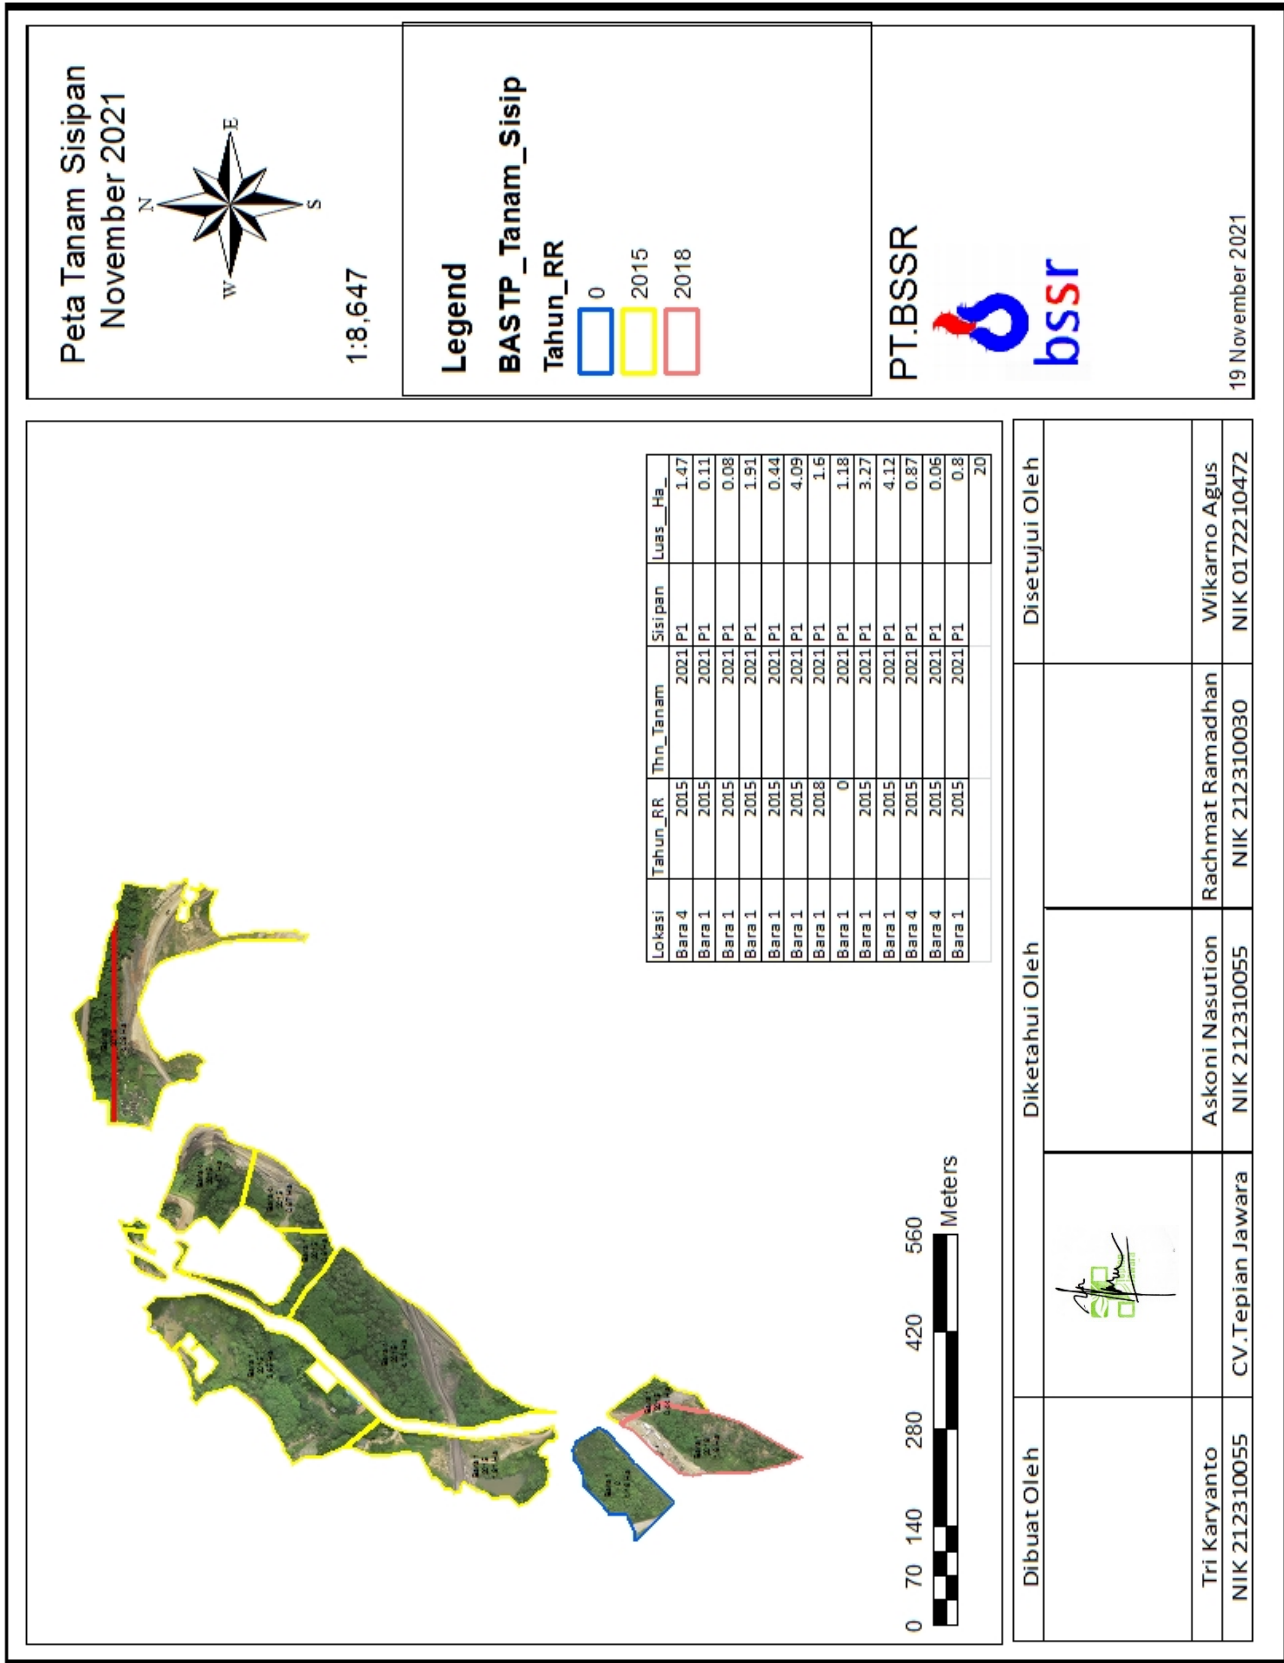 Peta Tanam Sisipan
November 2021
N
W
E
S
1:8,647
Legend
BASTP_Tanam_Sisip
Tahun_RR
0
2015
2018
PT.BSSR
bssr
19 November 2021
Lokasi Tahun_RR Thn_Tanam Sisipan Luas__Ha_
Bara 4 2015 2021 P1 1.47
Bara 1 2015 2021 P1 0.11
Bara 1 2015 2021 P1 0.08
Bara 1 2015 2021 P1 1.91
Bara 1 2015 2021 P1 0.44
Bara 1 2015 2021 P1 4.09
Bara 1 2018 2021 P1 1.6
Bara 1 0 2021 P1 1.18
Bara 1 2015 2021 P1 3.27
Bara 1 2015 2021 P1 4.12
Bara 4 2015 2021 P1 0.87
Bara 4 2015 2021 P1 0.06
Bara 1 2015 2021 P1 0.8
20
0 70 140 280 420 560
Meters
Dibuat Oleh Diketahui Oleh Disetujui Oleh
Tri Karyanto Askoni Nasution Rachmat Ramadhan Wikarno Agus
NIK 212310055 CV.Tepian Jawara NIK 212310055 NIK 212310030 NIK 01722210472